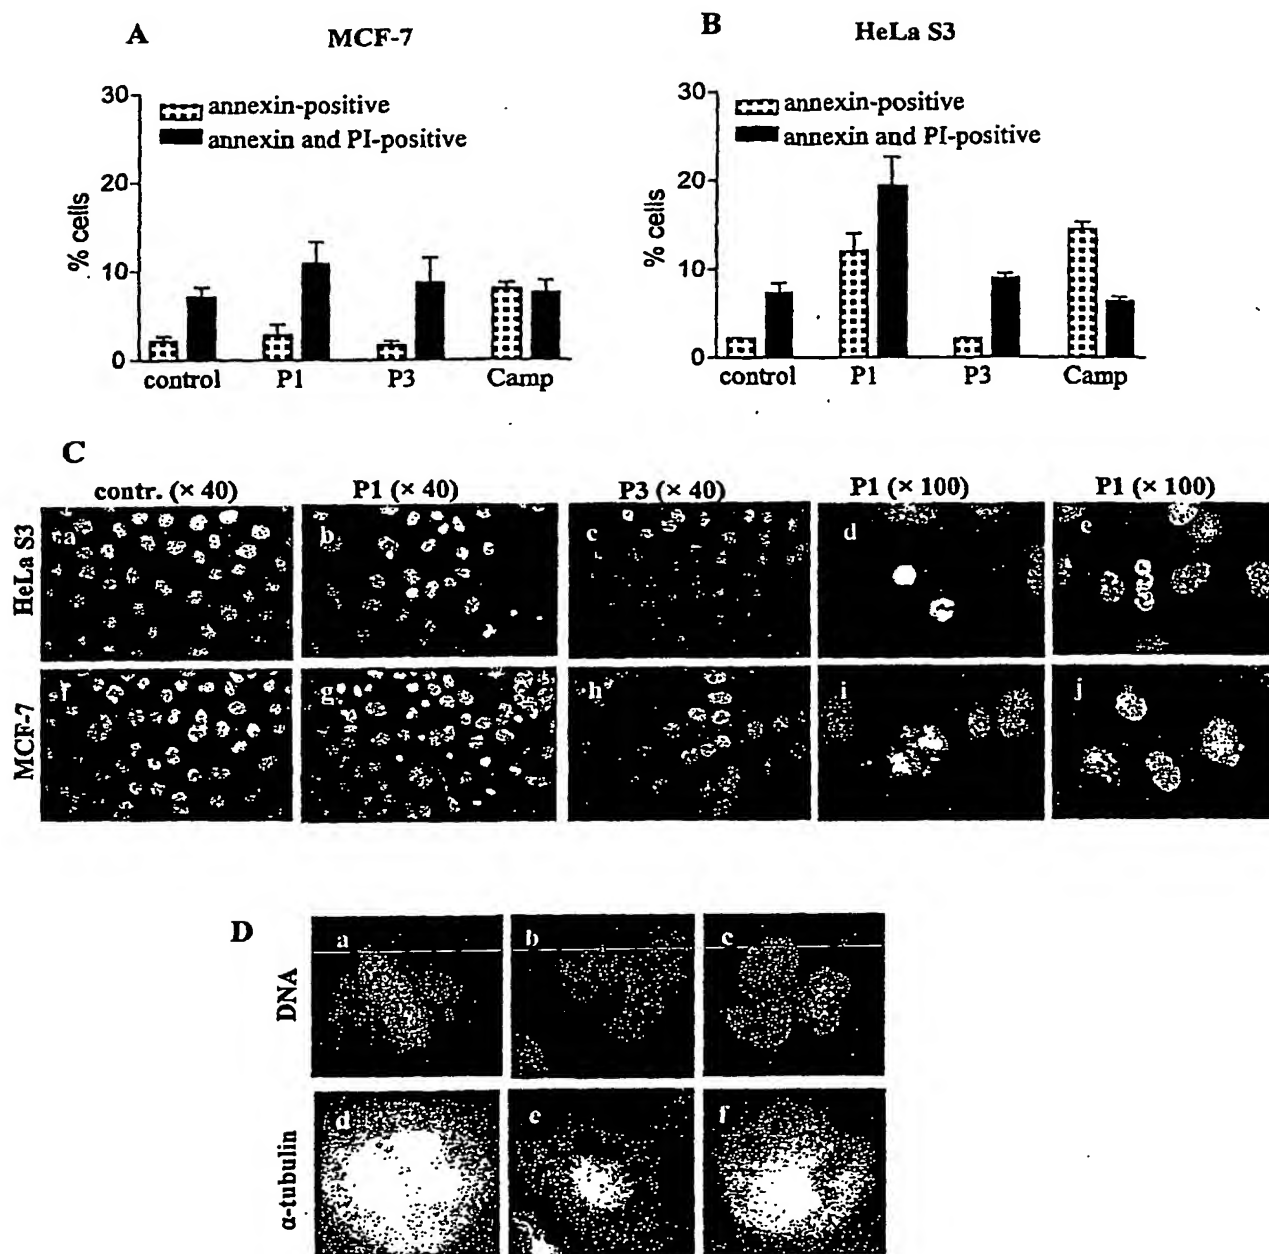 A
MCF-7
30
20
10
0
% cells
annexin-positive
annexin and PI-positive
control P1 P3 Camp
B
HeLa S3
30
20
10
0
% cells
annexin-positive
annexin and PI-positive
control P1 P3 Camp
C
contr. (× 40) P1 (× 40) P3 (× 40) P1 (× 100) P1 (× 100)
HeLa S3
a b c d e
MCF-7
f g h i j
D
DNA
a b c
α-tubulin
d e f